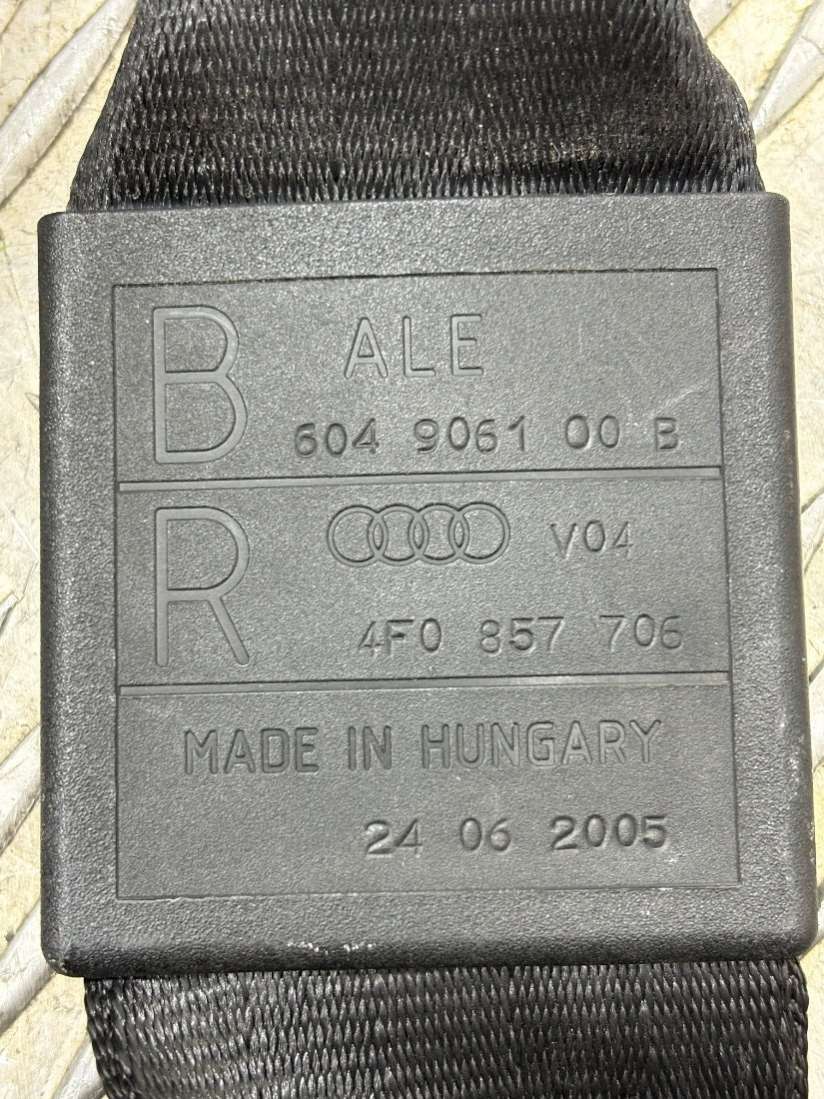 B ALE
604 9061 00 B
R V04
4F0 857 706
MADE IN HUNGARY
24 06 2005